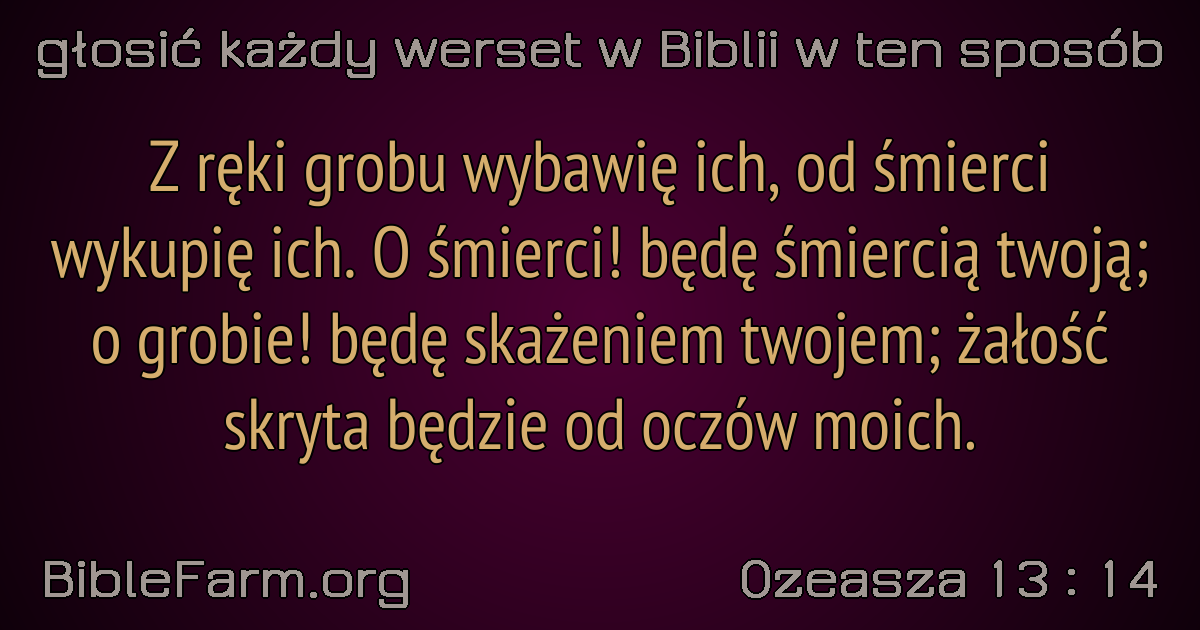 głosić każdy werset w Biblii w ten sposób
Z ręki grobu wybawię ich, od śmierci
wykupię ich. O śmierci! będę śmiercią twoją;
o grobie! będę skażeniem twojem; żałość
skryta będzie od oczów moich.
BibleFarm.org
Ozeasza 13 : 14